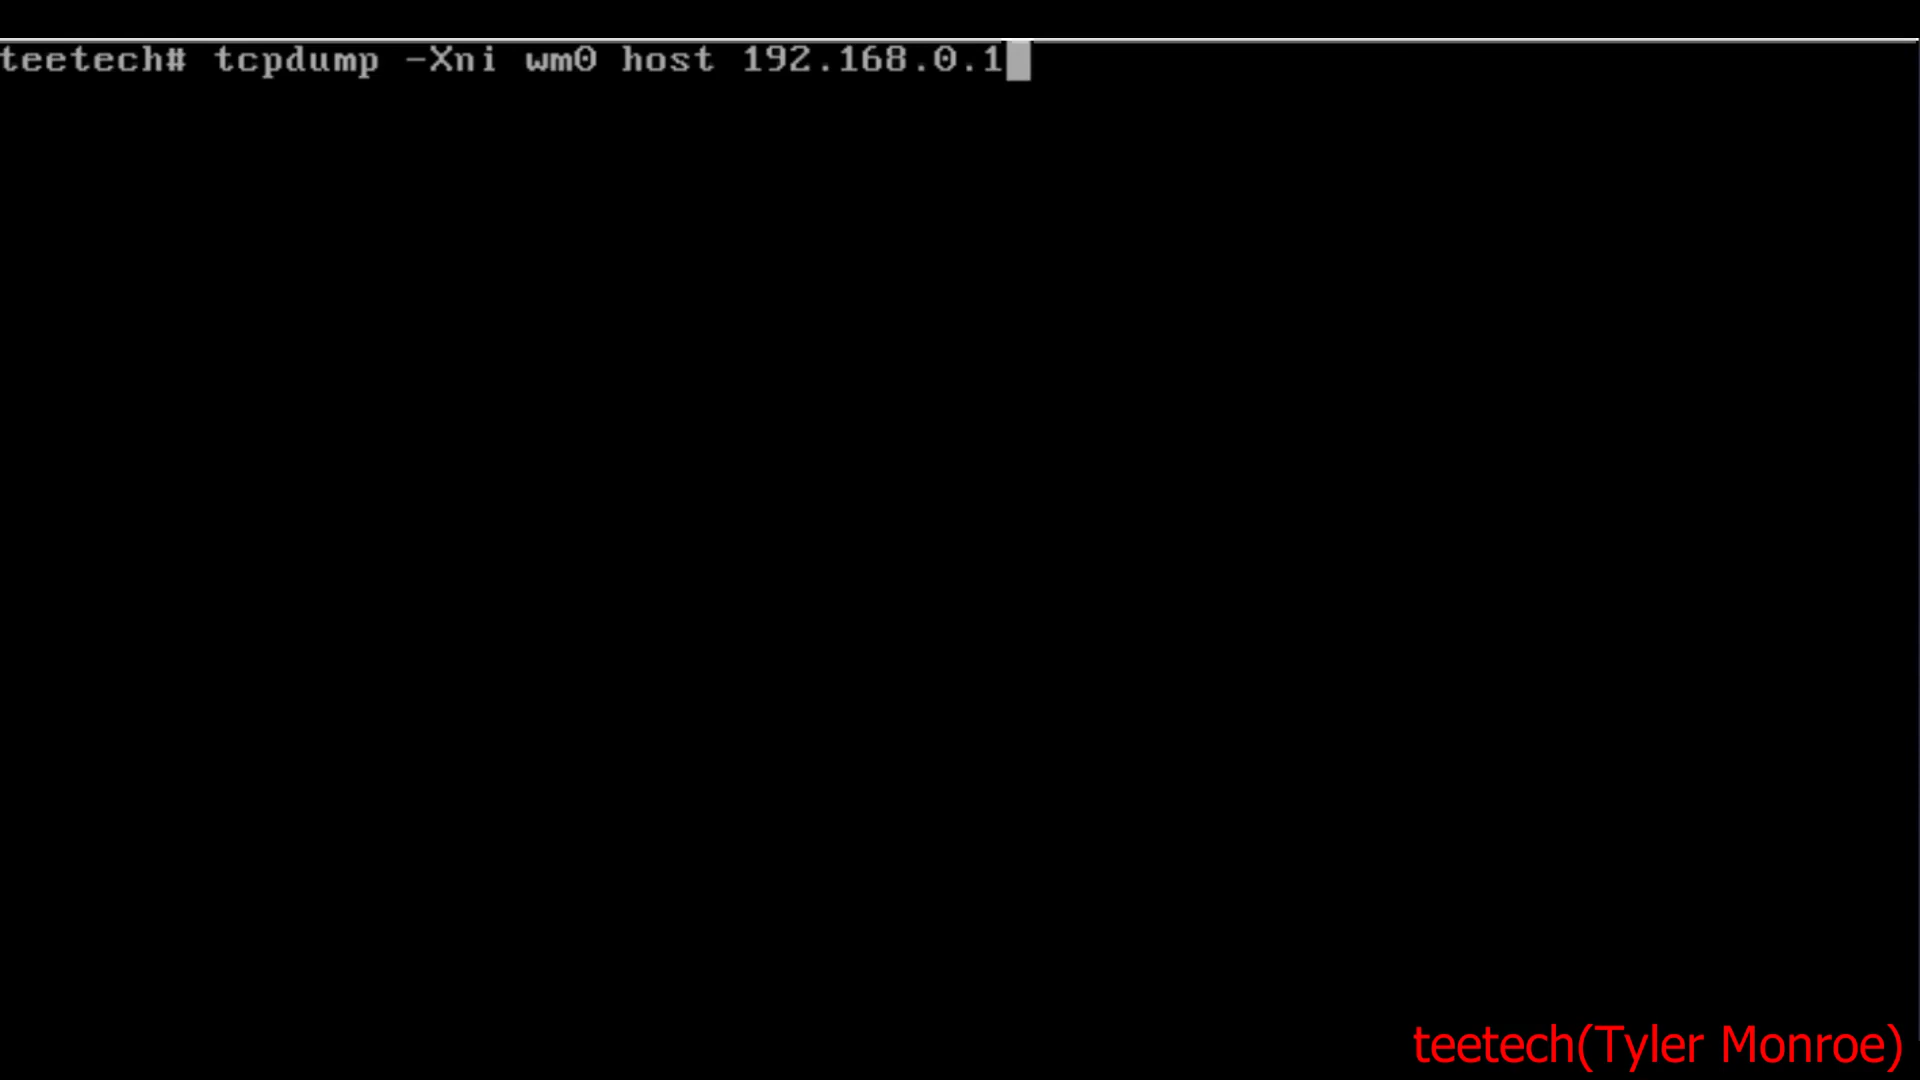 teetech# tcpdump -Xni wm0 host 192.168.0.1
teetech(Tyler Monroe)